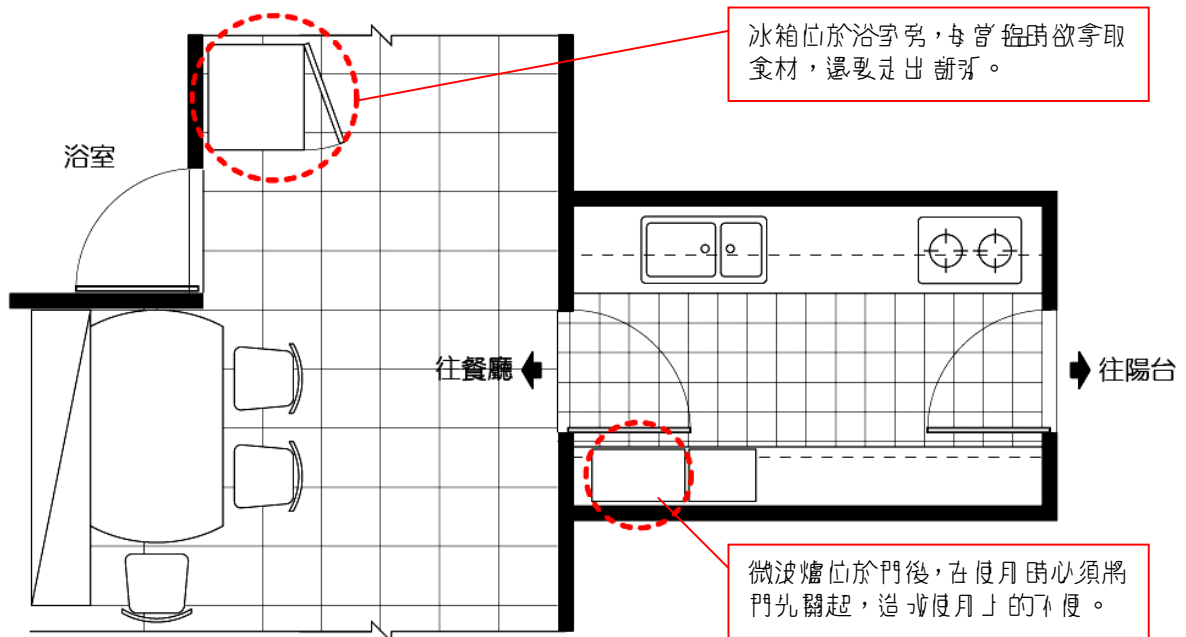 冰箱位於浴室旁，每當臨時欲拿取
食材，還要走出廚房。
浴室
往餐廳
往陽台
微波爐位於門後，在使用時必須將
門先關起，造成使用上的不便。